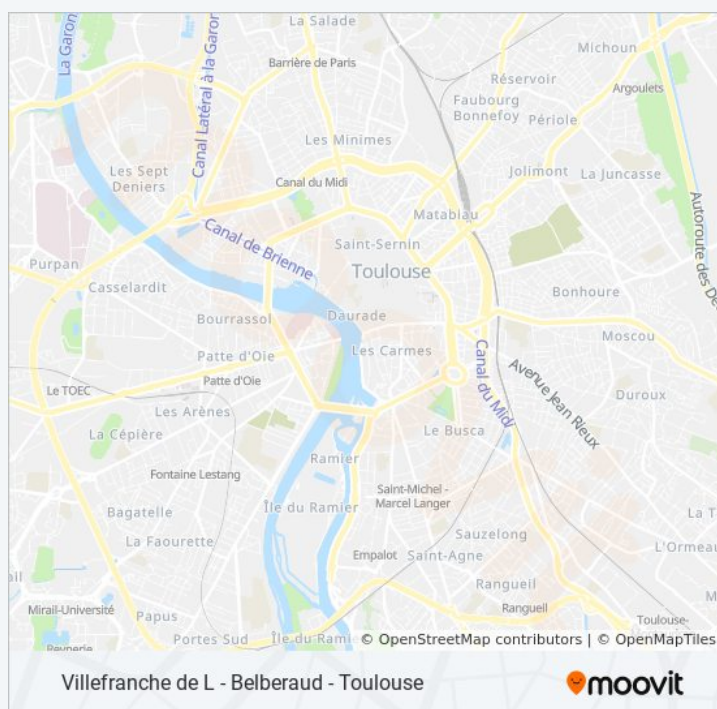 La Salade
La Garon
Michoun
Canal Latéral à la Garon
Barrière de Paris
Réservoir
Argoulets
Faubourg
Bonnefoy
Périole
Les Minimes
Les Sept
Deniers
Jolimont
La Juncasse
Canal du Midi
Matabiau
Autoroute des De
Canal de Brienne
Saint-Sernin
Purpan
Toulouse
Casselardit
Bonhoure
Bourrassol
Daurade
Moscou
Les Carmes
Patte d'Oie
Canal du Midi
Avenue Jean Rieux
Patte d'Oie
Le TOEC
Duroux
Les Arènes
La Cépière
Le Busca
Ramier
Fontaine Lestang
Saint-Michel -
Marcel Langer
Île du Ramier
Bagatelle
La T
Sauzelong
La Faourette
L'Ormeau
Empalot
Saint-Agne
ail
Rangueil
Mirail-Université
Papus
Rangueil
M
Toulouse-
Portes Sud
Île du Rami
Reynerie
© OpenStreetMap contributors | © OpenMapTiles
Villefranche de L - Belberaud - Toulouse
moovit